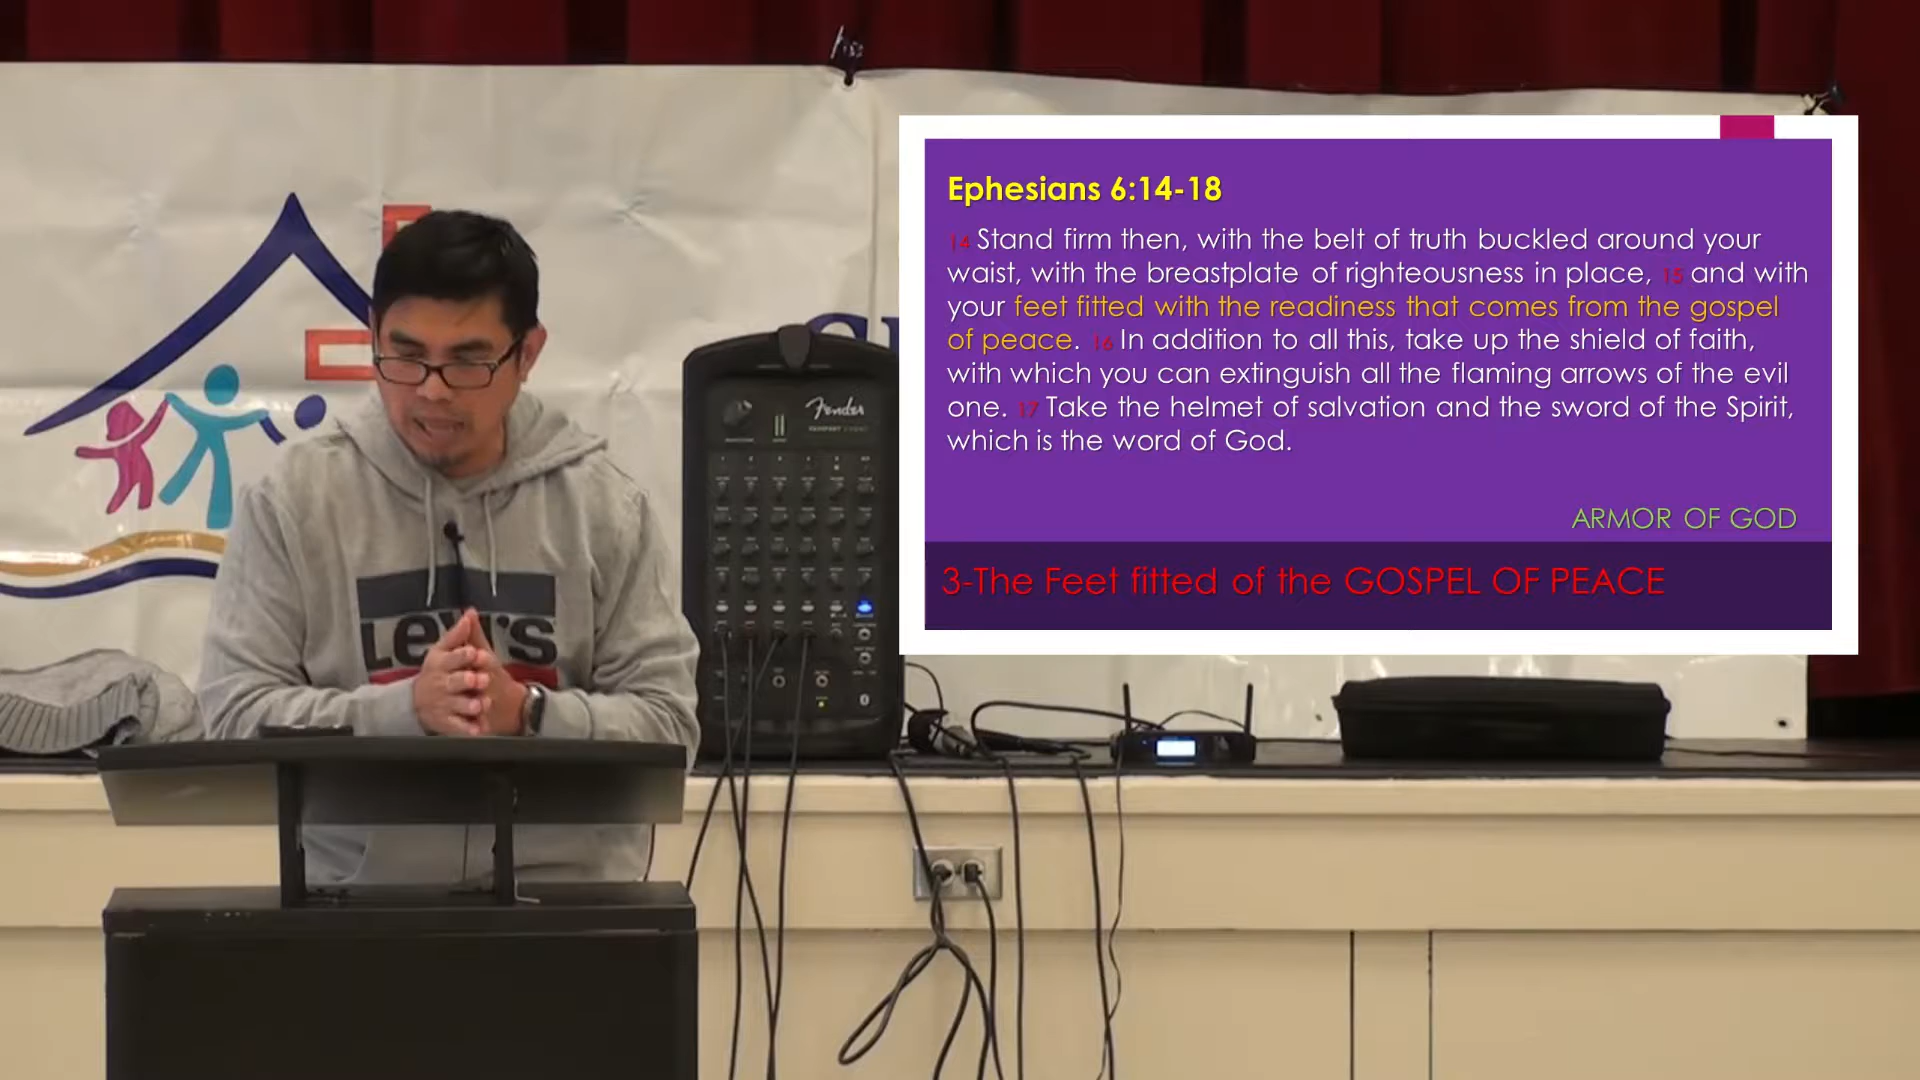 Ephesians 6:14-18
14 Stand firm then, with the belt of truth buckled around your
waist, with the breastplate of righteousness in place, 15 and with
your feet fitted with the readiness that comes from the gospel
of peace. 16 In addition to all this, take up the shield of faith,
with which you can extinguish all the flaming arrows of the evil
one. 17 Take the helmet of salvation and the sword of the Spirit,
which is the word of God.
ARMOR OF GOD
3-The Feet fitted of the GOSPEL OF PEACE
Fender
Levi's